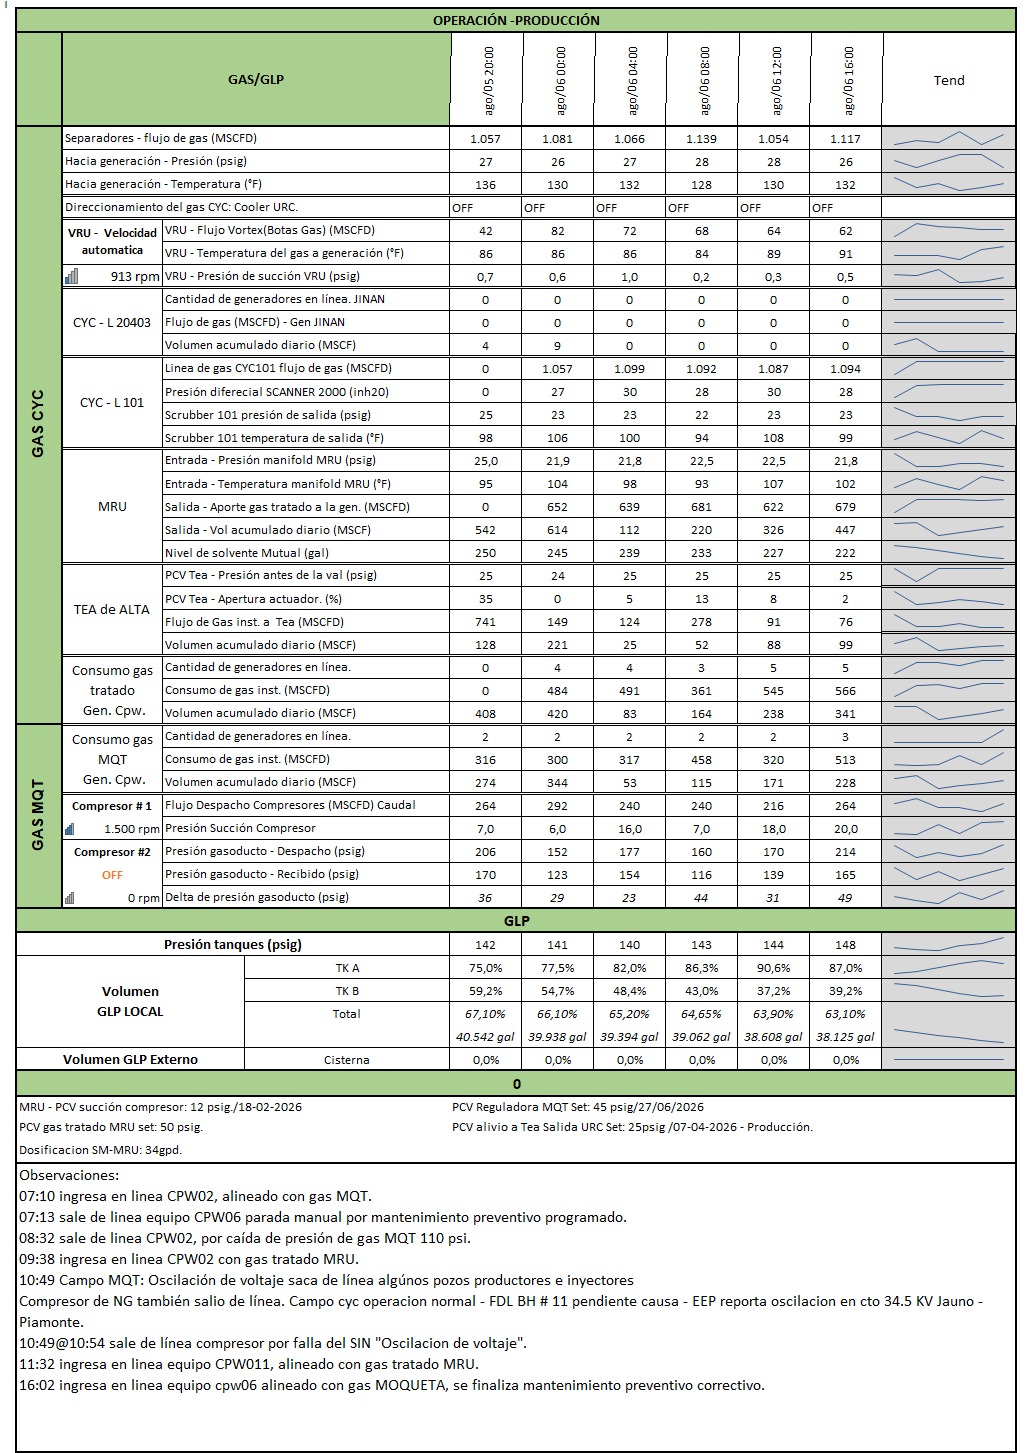 OPERACIÓN -PRODUCCIÓN
GAS/GLP ago/05 20:00 ago/06 00:00 ago/06 04:00 ago/06 08:00 ago/06 12:00 ago/06 16:00 Tend
GAS CYC
Separadores - flujo de gas (MSCFD) 1.057 1.081 1.066 1.139 1.054 1.117
Hacia generación - Presión (psig) 27 26 27 28 28 26
Hacia generación - Temperatura (°F) 136 130 132 128 130 132
Direccionamiento del gas CYC: Cooler URC. OFF OFF OFF OFF OFF OFF
VRU - Velocidad automatica
VRU - Flujo Vortex(Botas Gas) (MSCFD) 42 82 72 68 64 62
VRU - Temperatura del gas a generación (°F) 86 86 86 84 89 91
913 rpm VRU - Presión de succión VRU (psig) 0,7 0,6 1,0 0,2 0,3 0,5
CYC - L 20403
Cantidad de generadores en línea. JINAN 0 0 0 0 0 0
Flujo de gas (MSCFD) - Gen JINAN 0 0 0 0 0 0
Volumen acumulado diario (MSCF) 4 9 0 0 0 0
CYC - L 101
Linea de gas CYC101 flujo de gas (MSCFD) 0 1.057 1.099 1.092 1.087 1.094
Presión diferecial SCANNER 2000 (inh20) 0 27 30 28 30 28
Scrubber 101 presión de salida (psig) 25 23 23 22 23 23
Scrubber 101 temperatura de salida (°F) 98 106 100 94 108 99
MRU
Entrada - Presión manifold MRU (psig) 25,0 21,9 21,8 22,5 22,5 21,8
Entrada - Temperatura manifold MRU (°F) 95 104 98 93 107 102
Salida - Aporte gas tratado a la gen. (MSCFD) 0 652 639 681 622 679
Salida - Vol acumulado diario (MSCF) 542 614 112 220 326 447
Nivel de solvente Mutual (gal) 250 245 239 233 227 222
TEA de ALTA
PCV Tea - Presión antes de la val (psig) 25 24 25 25 25 25
PCV Tea - Apertura actuador. (%) 35 0 5 13 8 2
Flujo de Gas inst. a Tea (MSCFD) 741 149 124 278 91 76
Volumen acumulado diario (MSCF) 128 221 25 52 88 99
Consumo gas tratado Gen. Cpw.
Cantidad de generadores en línea. 0 4 4 3 5 5
Consumo de gas inst. (MSCFD) 0 484 491 361 545 566
Volumen acumulado diario (MSCF) 408 420 83 164 238 341
GAS MQT
Consumo gas MQT Gen. Cpw.
Cantidad de generadores en línea. 2 2 2 2 2 3
Consumo de gas inst. (MSCFD) 316 300 317 458 320 513
Volumen acumulado diario (MSCF) 274 344 53 115 171 228
Compresor # 1 Flujo Despacho Compresores (MSCFD) Caudal 264 292 240 240 216 264
1.500 rpm Presión Succión Compresor 7,0 6,0 16,0 7,0 18,0 20,0
Compresor #2 Presión gasoducto - Despacho (psig) 206 152 177 160 170 214
OFF Presión gasoducto - Recibido (psig) 170 123 154 116 139 165
0 rpm Delta de presión gasoducto (psig) 36 29 23 44 31 49
GLP
Presión tanques (psig) 142 141 140 143 144 148
Volumen GLP LOCAL
TK A 75,0% 77,5% 82,0% 86,3% 90,6% 87,0%
TK B 59,2% 54,7% 48,4% 43,0% 37,2% 39,2%
Total 67,10% 66,10% 65,20% 64,65% 63,90% 63,10%
40.542 gal 39.938 gal 39.394 gal 39.062 gal 38.608 gal 38.125 gal
Volumen GLP Externo Cisterna 0,0% 0,0% 0,0% 0,0% 0,0% 0,0%
0
MRU - PCV succión compresor: 12 psig./18-02-2026 PCV Reguladora MQT Set: 45 psig/27/06/2026
PCV gas tratado MRU set: 50 psig. PCV alivio a Tea Salida URC Set: 25psig /07-04-2026 - Producción.
Dosificacion SM-MRU: 34gpd.
Observaciones:
07:10 ingresa en linea CPW02, alineado con gas MQT.
07:13 sale de linea equipo CPW06 parada manual por mantenimiento preventivo programado.
08:32 sale de linea CPW02, por caída de presión de gas MQT 110 psi.
09:38 ingresa en linea CPW02 con gas tratado MRU.
10:49 Campo MQT: Oscilación de voltaje saca de línea algúnos pozos productores e inyectores
Compresor de NG también salio de línea. Campo cyc operacion normal - FDL BH # 11 pendiente causa - EEP reporta oscilacion en cto 34.5 KV Jauno -
Piamonte.
10:49@10:54 sale de línea compresor por falla del SIN "Oscilacion de voltaje".
11:32 ingresa en linea equipo CPW011, alineado con gas tratado MRU.
16:02 ingresa en linea equipo cpw06 alineado con gas MOQUETA, se finaliza mantenimiento preventivo correctivo.